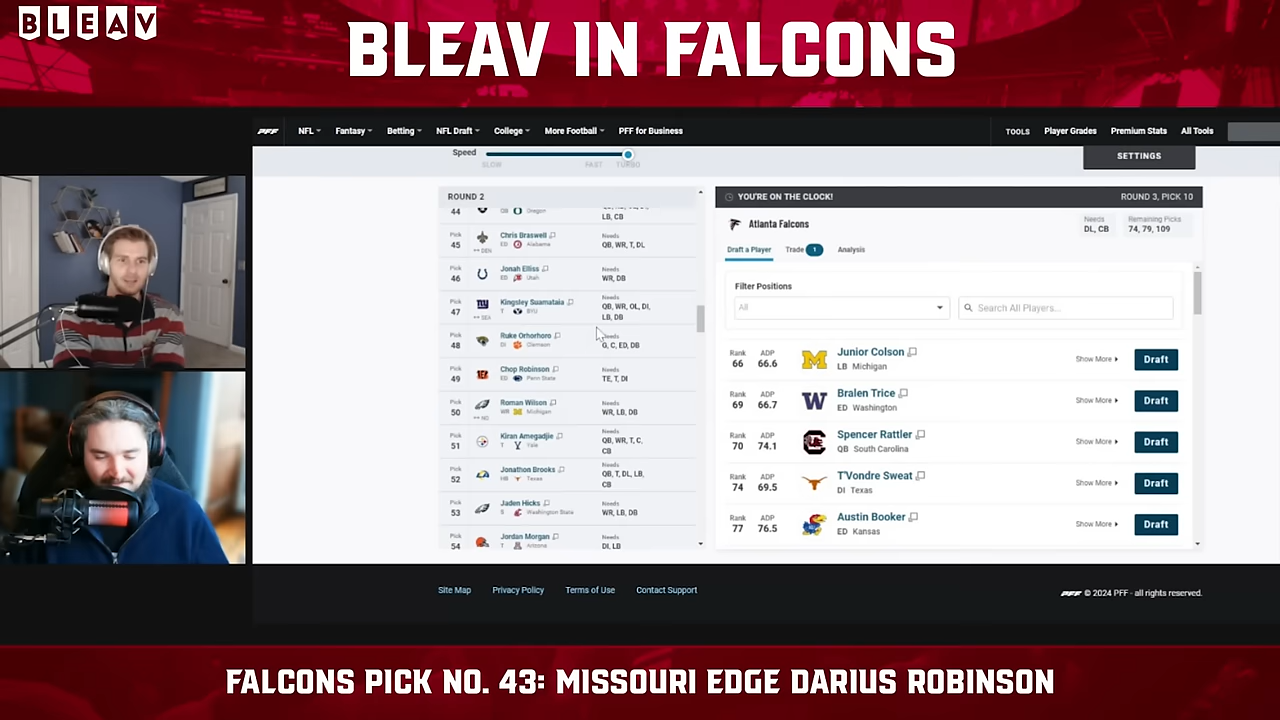 BLEAV
BLEAV IN FALCONS
PFF NFL Fantasy Betting NFL Draft College More Football PFF for Business TOOLS Player Grades Premium Stats All Tools
Speed
SLOW FAST TURBO
SETTINGS
ROUND 2
44 QB Oregon
LB, CB
Pick 45 Chris Braswell ED Alabama Needs QB, WR, T, DL
Pick 46 Jonah Elliss ED Utah Needs WR, DB
Pick 47 Kingsley Suamataia T BYU Needs QB, WR, OL, DI, LB, DB
Pick 48 Ruke Orhorhoro DI Clemson Needs G, C, ED, DB
Pick 49 Chop Robinson ED Penn State Needs TE, T, DI
Pick 50 Roman Wilson WR Michigan Needs WR, LB, DB
Pick 51 Kiran Amegadjie T Yale Needs QB, WR, T, C, CB
Pick 52 Jonathon Brooks HB Texas Needs QB, T, DL, LB, CB
Pick 53 Jaden Hicks S Washington State Needs WR, LB, DB
Pick 54 Jordan Morgan T Arizona Needs DI, LB
YOU'RE ON THE CLOCK! ROUND 3, PICK 10
Atlanta Falcons
Needs DL, CB
Remaining Picks 74, 79, 109
Draft a Player Trade 1 Analysis
Filter Positions
All
Search All Players...
Rank 66 ADP 66.6 Junior Colson LB Michigan Show More Draft
Rank 69 ADP 66.7 Bralen Trice ED Washington Show More Draft
Rank 70 ADP 74.1 Spencer Rattler QB South Carolina Show More Draft
Rank 74 ADP 69.5 T'Vondre Sweat DI Texas Show More Draft
Rank 77 ADP 76.5 Austin Booker ED Kansas Show More Draft
Site Map Privacy Policy Terms of Use Contact Support
PFF © 2024 PFF - all rights reserved.
FALCONS PICK NO. 43: MISSOURI EDGE DARIUS ROBINSON